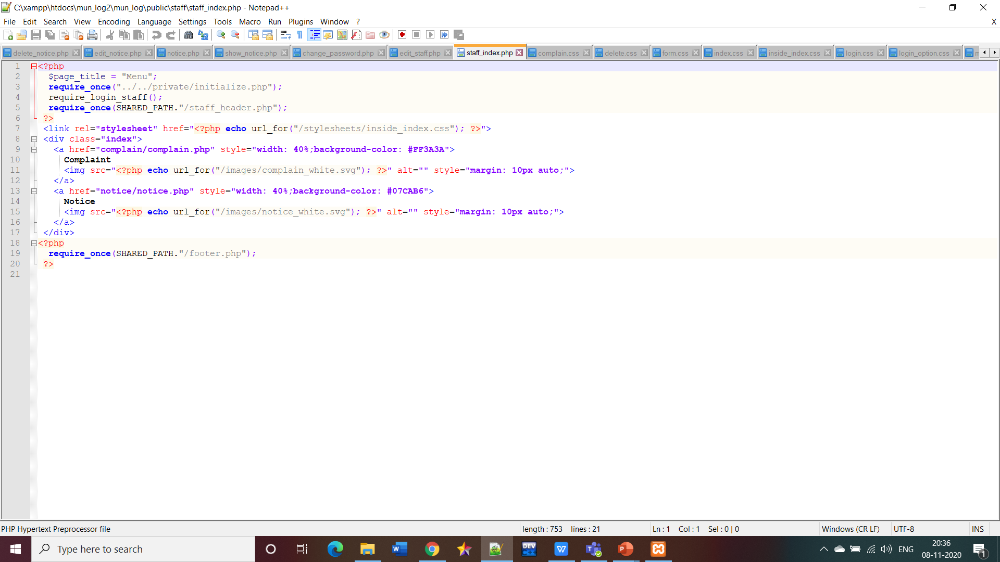 C:\xampp\htdocs\mun_log2\mun_log\public\staff\staff_index.php - Notepad++
File Edit Search View Encoding Language Settings Tools Macro Run Plugins Window ? X
delete_notice.php edit_notice.php notice.php show_notice.php change_password.php edit_staff.php staff_index.php complain.css delete.css form.css index.css inside_index.css login.css login_option.css
1 <?php
2 $page_title = "Menu";
3 require_once("../../private/initialize.php");
4 require_login_staff();
5 require_once(SHARED_PATH."/staff_header.php");
6 ?>
7 <link rel="stylesheet" href="<?php echo url_for("/stylesheets/inside_index.css"); ?>">
8 <div class="index">
9 <a href="complain/complain.php" style="width: 40%;background-color: #FF3A3A">
10 Complaint
11 <img src="<?php echo url_for("/images/complain_white.svg"); ?>" alt="" style="margin: 10px auto;">
12 </a>
13 <a href="notice/notice.php" style="width: 40%;background-color: #07CAB6">
14 Notice
15 <img src="<?php echo url_for("/images/notice_white.svg"); ?>" alt="" style="margin: 10px auto;">
16 </a>
17 </div>
18 <?php
19 require_once(SHARED_PATH."/footer.php");
20 ?>
21
PHP Hypertext Preprocessor file length : 753 lines : 21 Ln : 1 Col : 1 Sel : 0 | 0 Windows (CR LF) UTF-8 INS
Type here to search
DEV
ENG
20:36
08-11-2020
1